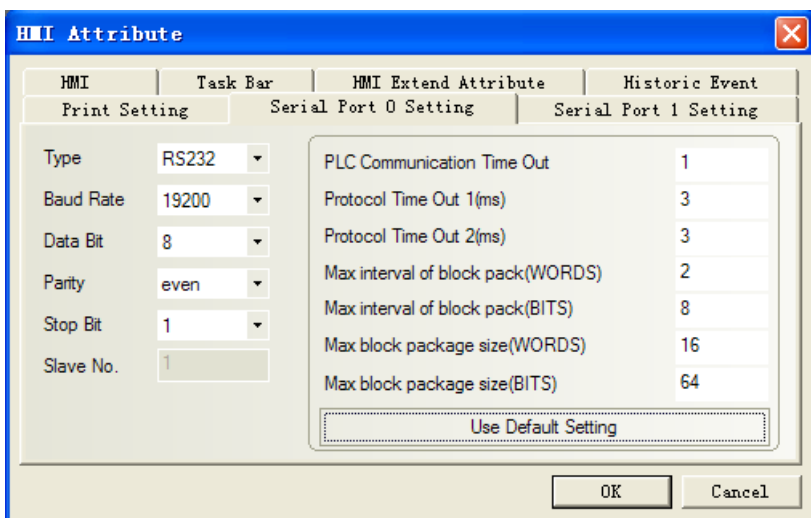 HMI Attribute
HMI Task Bar HMI Extend Attribute Historic Event
Print Setting Serial Port 0 Setting Serial Port 1 Setting
Type RS232
Baud Rate 19200
Data Bit 8
Parity even
Stop Bit 1
Slave No. 1
PLC Communication Time Out 1
Protocol Time Out 1(ms) 3
Protocol Time Out 2(ms) 3
Max interval of block pack(WORDS) 2
Max interval of block pack(BITS) 8
Max block package size(WORDS) 16
Max block package size(BITS) 64
Use Default Setting
OK Cancel